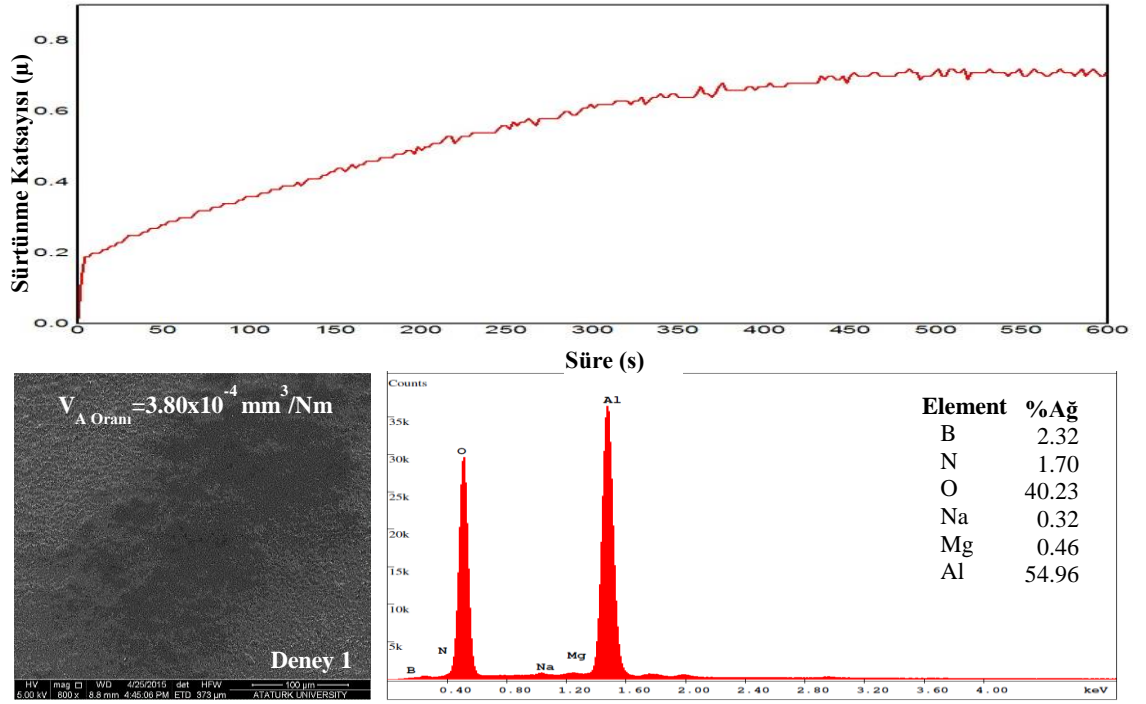 Sürtünme Katsayısı (μ)
0.8
0.6
0.4
0.2
0.0
0 50 100 150 200 250 300 350 400 450 500 550 600
Süre (s)
V A Oranı =3.80x10-4 mm3/Nm
Deney 1
HV mag □ WD 4/25/2015 det HFW 100 µm
5.00 kV 600 x 8.8 mm 4:45:06 PM ETD 373 µm ATATURK UNIVERSITY
Counts
35k
30k
25k
20k
15k
10k
5k
B N O Na Mg Al
0.40 0.80 1.20 1.60 2.00 2.40 2.80 3.20 3.60 4.00 keV
Element %Ağ
B 2.32
N 1.70
O 40.23
Na 0.32
Mg 0.46
Al 54.96